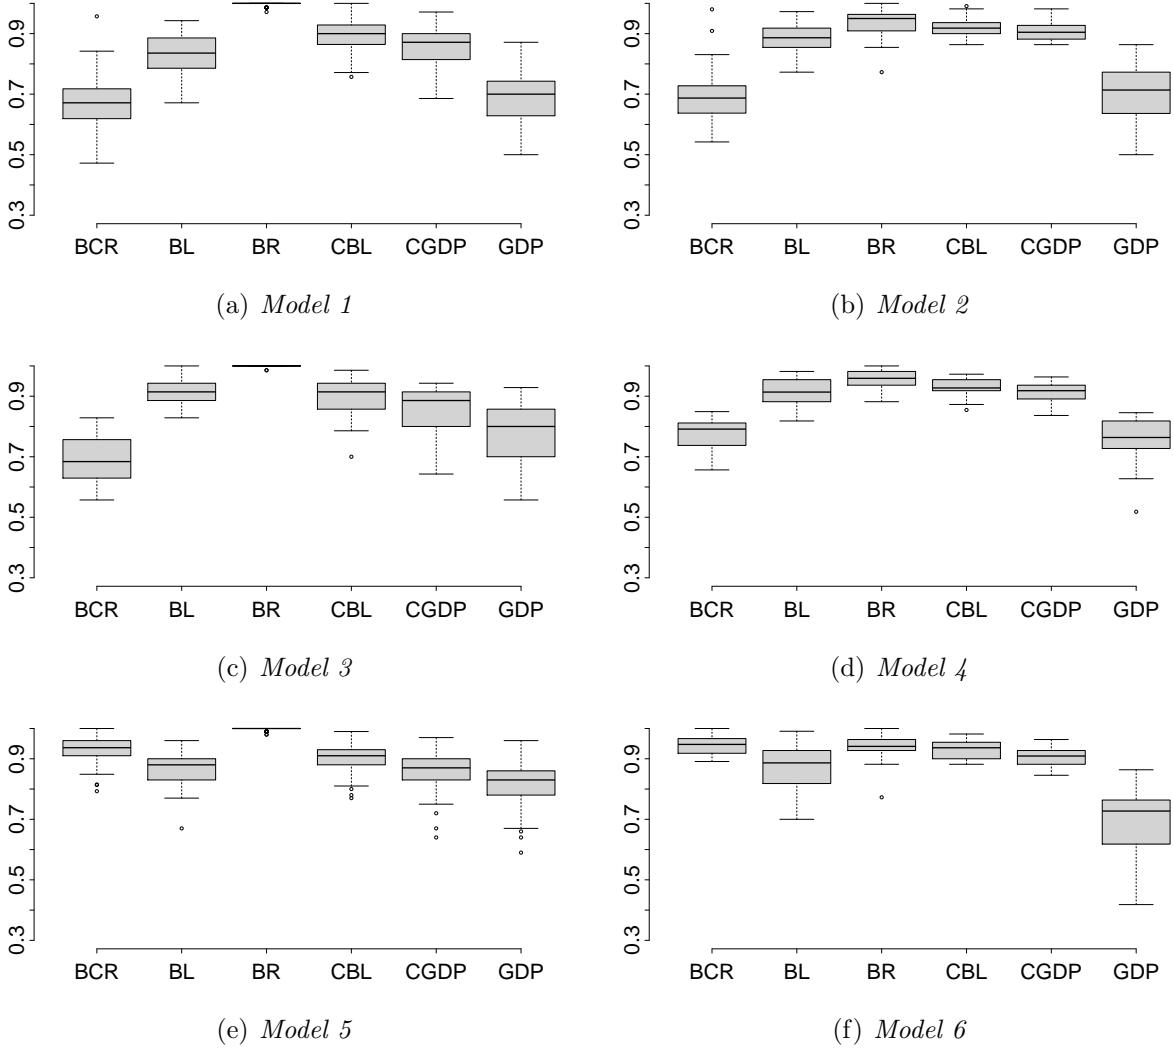 0.9
0.7
0.5
0.3
BCR BL BR CBL CGDP GDP
(a) Model 1
0.9
0.7
0.5
0.3
BCR BL BR CBL CGDP GDP
(b) Model 2
0.9
0.7
0.5
0.3
BCR BL BR CBL CGDP GDP
(c) Model 3
0.9
0.7
0.5
0.3
BCR BL BR CBL CGDP GDP
(d) Model 4
0.9
0.7
0.5
0.3
BCR BL BR CBL CGDP GDP
(e) Model 5
0.9
0.7
0.5
0.3
BCR BL BR CBL CGDP GDP
(f) Model 6